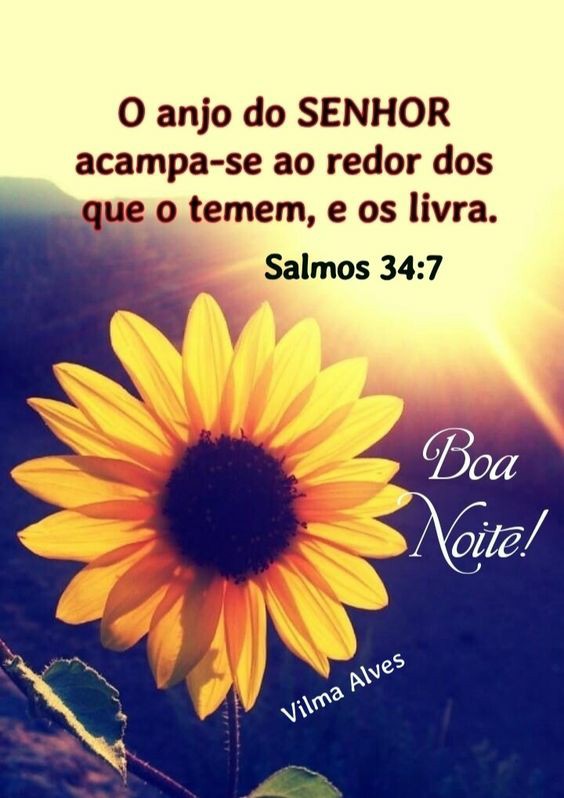 O anjo do SENHOR
acampa-se ao redor dos
que o temem, e os livra.
Salmos 34:7
Boa
Noite!
Vilma Alves